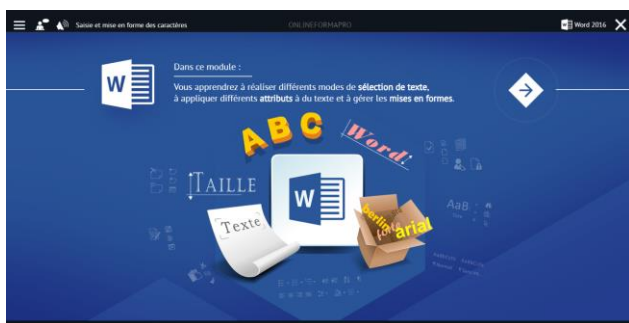 Saisie et mise en forme des caractères
ONLINEFORMAPRO
Word 2016
Dans ce module :
Vous apprendrez à réaliser différents modes de sélection de texte,
à appliquer différents attributs à du texte et à gérer les mises en formes.
W
ABC
Word
TAILLE
W
Texte
berlin
arial
AaB